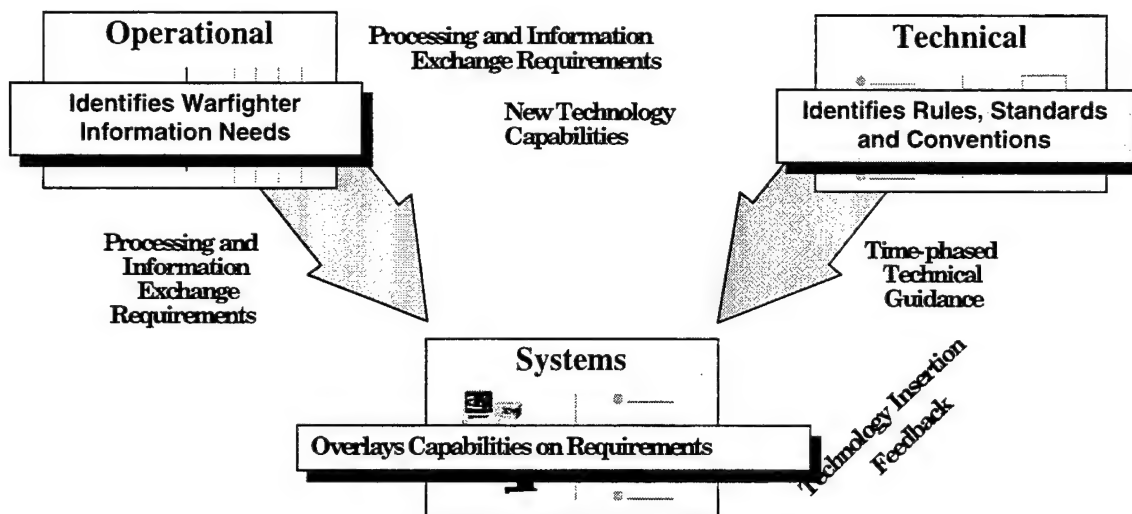 Operational
Identifies Warfighter
Information Needs
Processing and Information
Exchange Requirements
New Technology
Capabilities
Technical
Identifies Rules, Standards
and Conventions
Processing and
Information
Exchange
Requirements
Time-phased
Technical
Guidance
Systems
Overlays Capabilities on Requirements
Technology Insertion
Feedback